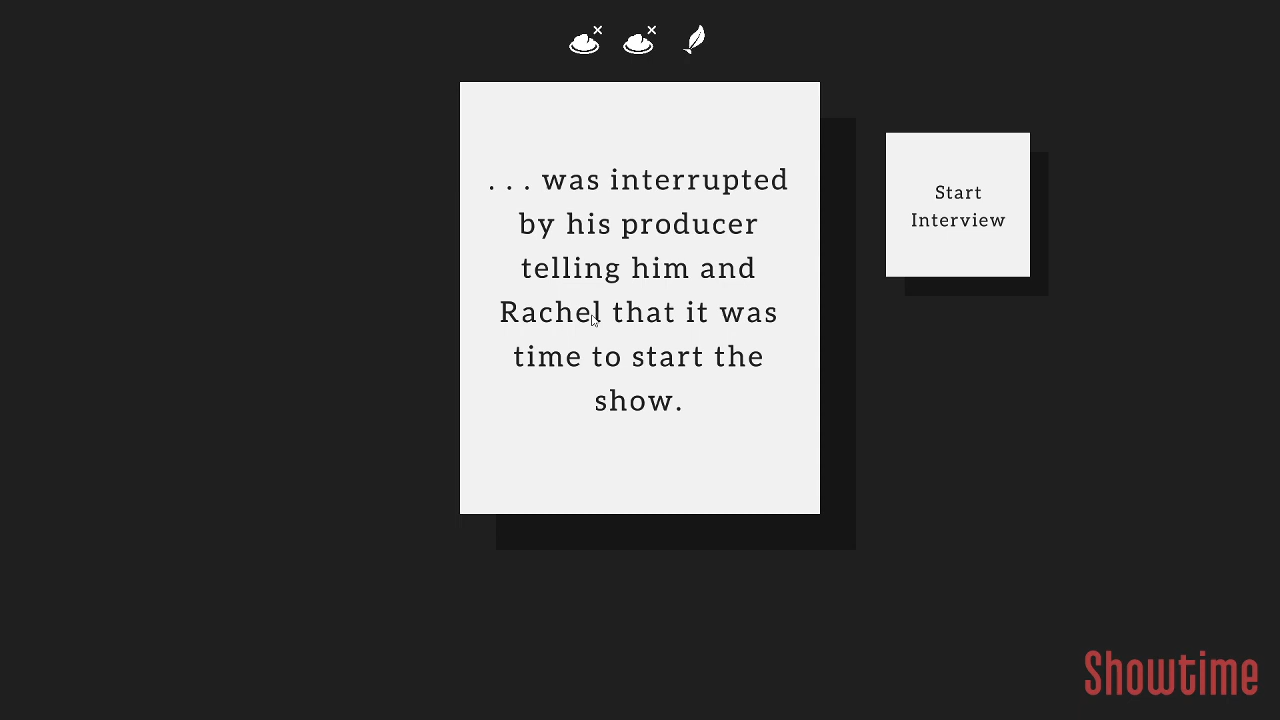 . . . was interrupted
by his producer
telling him and
Rachel that it was
time to start the
show.
Start
Interview
Showtime